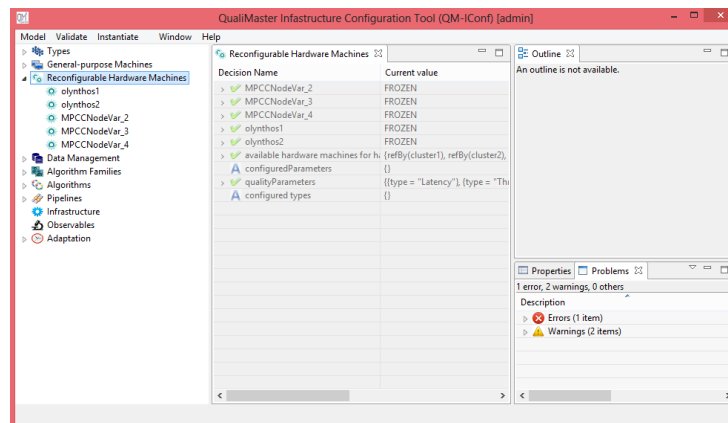 QM
QualiMaster Infastructure Configuration Tool (QM-IConf) [admin]
Model Validate Instantiate Window Help
Types
General-purpose Machines
Reconfigurable Hardware Machines
olynthos1
olynthos2
MPCCNodeVar_2
MPCCNodeVar_3
MPCCNodeVar_4
Data Management
Algorithm Families
Algorithms
Pipelines
Infrastructure
Observables
Adaptation
Reconfigurable Hardware Machines
Decision Name Current value
MPCCNodeVar_2 FROZEN
MPCCNodeVar_3 FROZEN
MPCCNodeVar_4 FROZEN
olynthos1 FROZEN
olynthos2 FROZEN
available hardware machines for ha {refBy(cluster1), refBy(cluster2),
configuredParameters {}
qualityParameters {{type = "Latency"}, {type = "Thr
configured types {}
Outline
An outline is not available.
Properties Problems
1 error, 2 warnings, 0 others
Description
Errors (1 item)
Warnings (2 items)